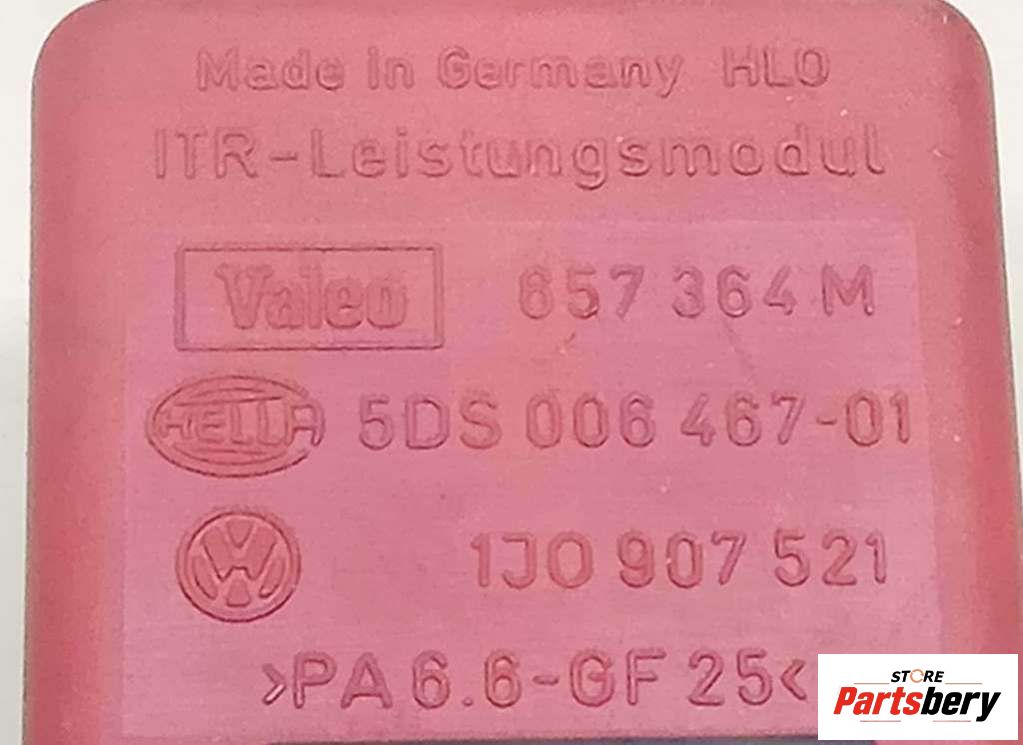 Made in Germany HLO
ITR-Leistungsmodul
Valeo 657 364 M
HELLA 5DS 006 467-01
VW 1J0 907 521
>PA 6.6-GF 25<
STORE
Partsbery